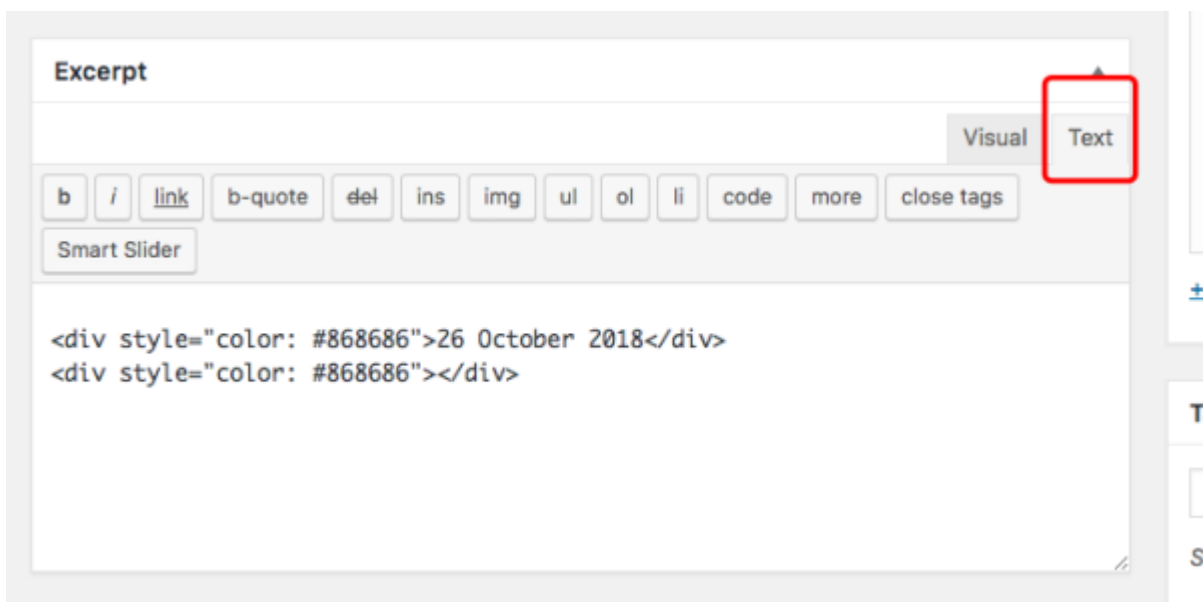 Excerpt
Visual Text
b i link b-quote del ins img ul ol li code more close tags
Smart Slider
<div style="color: #868686">26 October 2018</div>
<div style="color: #868686"></div>
±
T
S